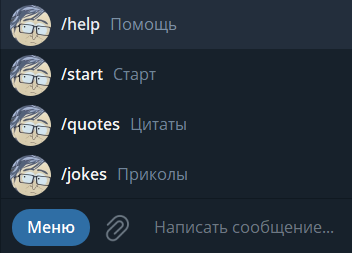 /help Помощь
/start Старт
/quotes Цитаты
/jokes Приколы
Меню Написать сообщение...